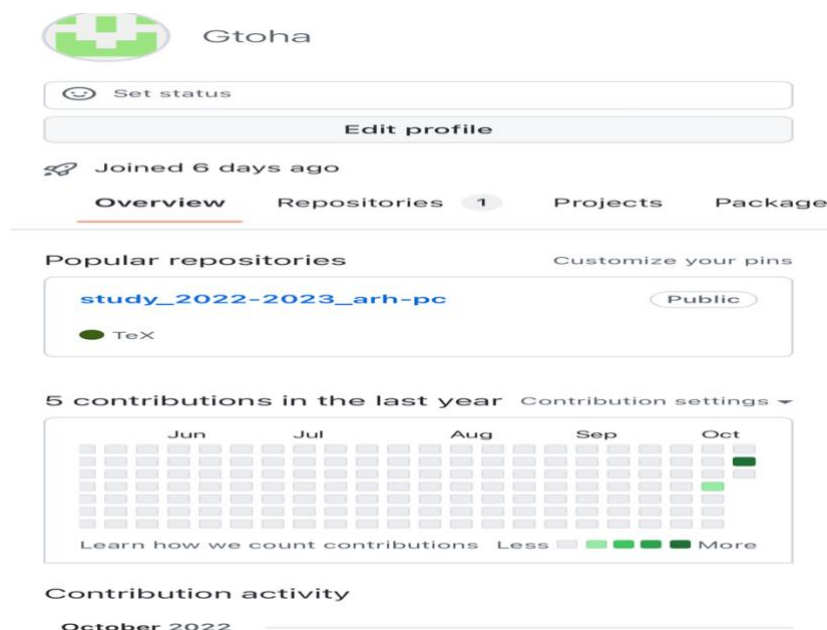 Gtoha
Set status
Edit profile
Joined 6 days ago
Overview Repositories 1 Projects Package
Popular repositories Customize your pins
study_2022-2023_arh-pc Public
TeX
5 contributions in the last year Contribution settings
Jun Jul Aug Sep Oct
Learn how we count contributions Less More
Contribution activity
October 2022